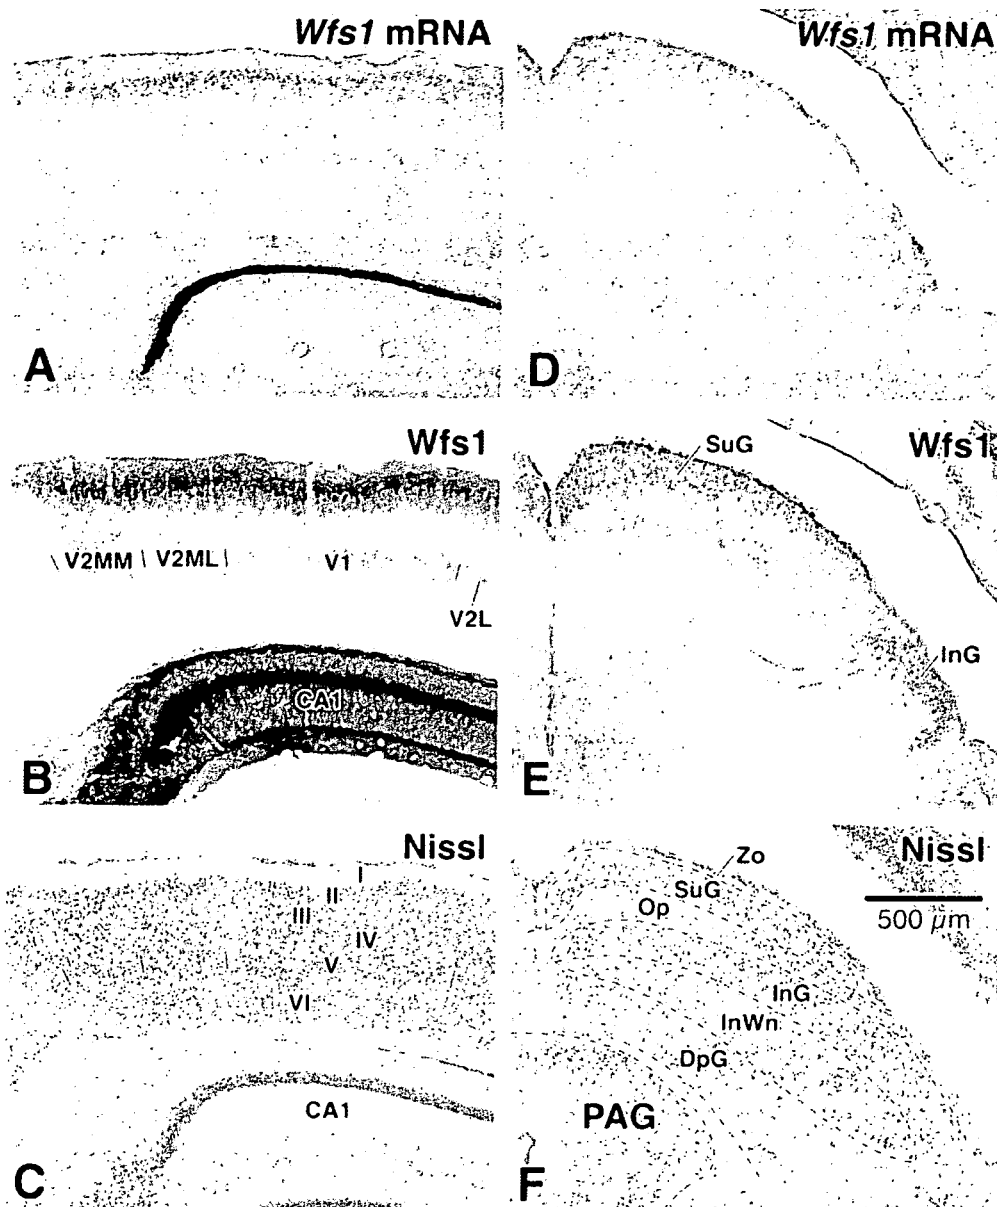 Wfs1 mRNA
A
Wfs1 mRNA
D
Wfs1
V2MM
V2ML
V1
V2L
CA1
B
SuG
Wfs1
InG
E
Nissl
I
II
III
IV
V
VI
CA1
C
Zo
Nissl
SuG
Op
500 µm
InG
InWn
DpG
PAG
F